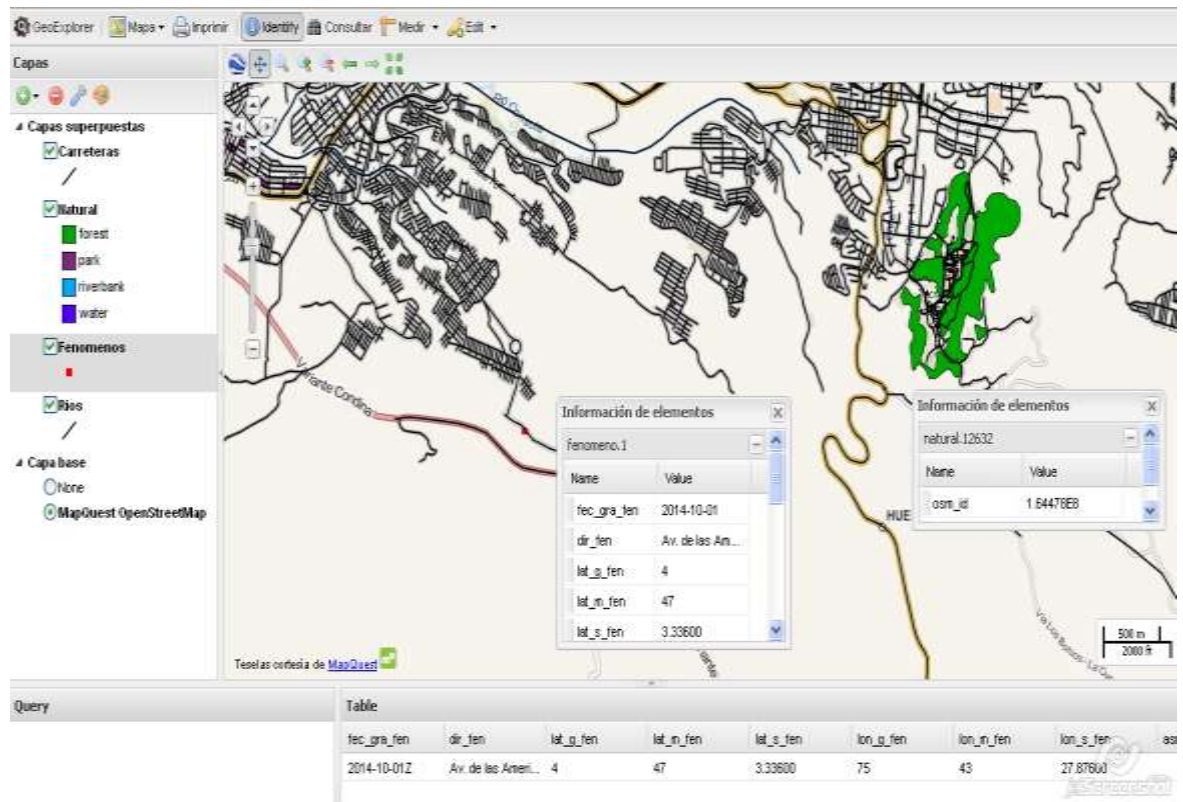 GeoExplorer Mapa Imprimir Identify Consultar Medir Edit
Capas
Capas superpuestas
Carreteras
Natural
forest
park
riverbank
water
Fenomenos
Rios
Capa base
None
MapQuest OpenStreetMap
Variante Condina
HUE
Información de elementos
fenomeno.1
Name Value
fec_gra_fen 2014-10-01
dir_fen Av. de las Am...
lat_g_fen 4
lat_m_fen 47
lat_s_fen 3.33600
Información de elementos
natural.12632
Name Value
osm_id 1.64478E8
500 m
2000 ft
Teselas cortesía de MapQuest
Query
Table
fec_gra_fen dir_fen lat_g_fen lat_m_fen lat_s_fen lon_g_fen lon_m_fen lon_s_fen
2014-10-01Z Av. de las Ameri... 4 47 3.33600 75 43 27.87600